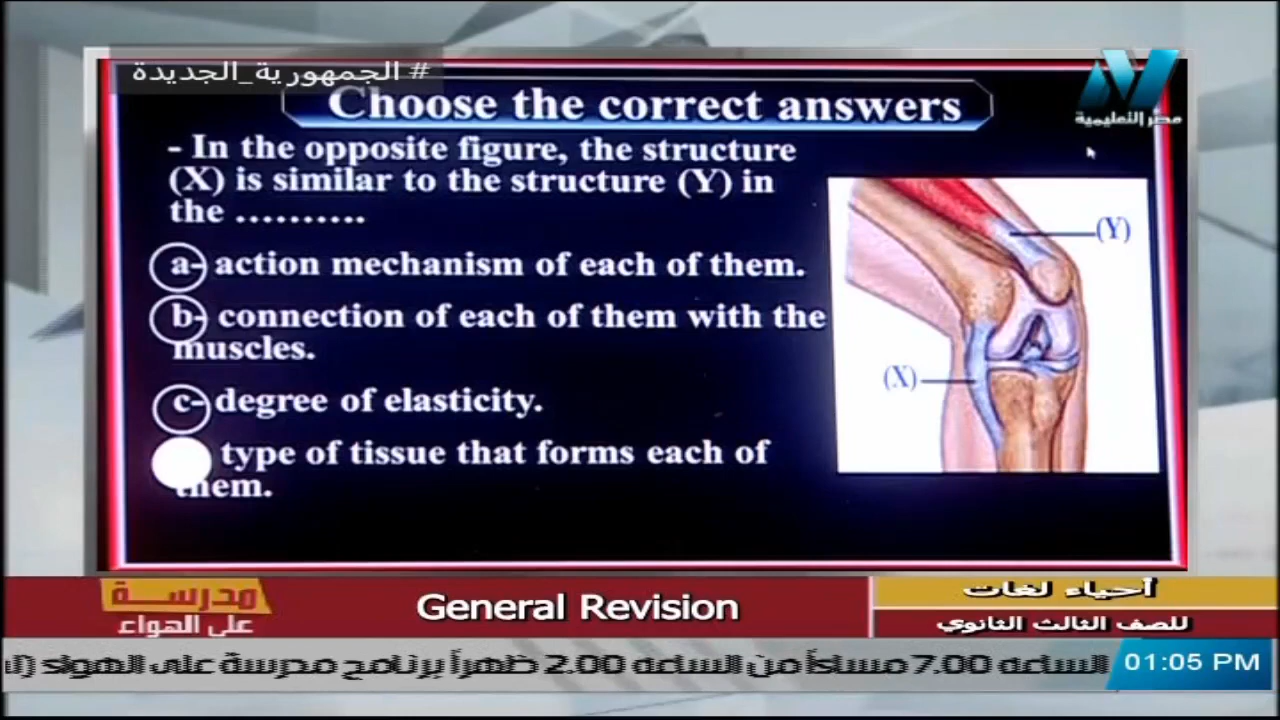 # الجمهورية_الجديدة
مصر التعليمية
Choose the correct answers
- In the opposite figure, the structure
(X) is similar to the structure (Y) in
the ..........
a- action mechanism of each of them.
b- connection of each of them with the
muscles.
c- degree of elasticity.
type of tissue that forms each of
them.
(Y)
(X)
مدرسة
على الهواء
General Revision
أحياء لغات
للصف الثالث الثانوي
الساعه 7.00 مساءاً من الساعه 2.00 ظهراً برنامج مدرسة على الهواء
01:05 PM